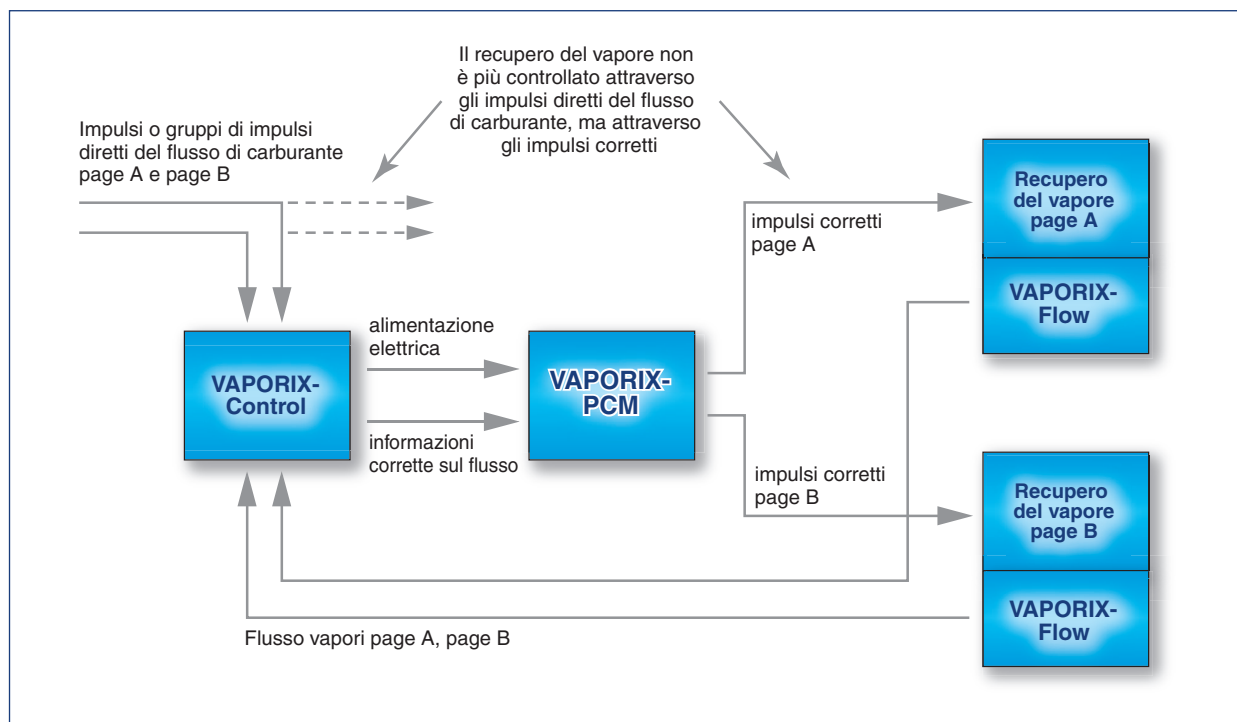 Il recupero del vapore non
è più controllato attraverso
gli impulsi diretti del flusso
di carburante, ma attraverso
gli impulsi corretti
Impulsi o gruppi di impulsi
diretti del flusso di carburante
page A e page B
Recupero
del vapore
page A
impulsi corretti
page A
VAPORIX-
Flow
alimentazione
elettrica
VAPORIX-
Control
VAPORIX-
PCM
informazioni
corrette sul flusso
impulsi corretti
page B
Recupero
del vapore
page B
VAPORIX-
Flow
Flusso vapori page A, page B